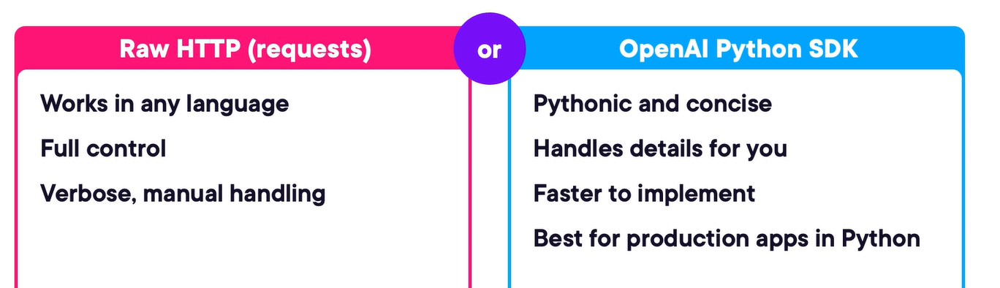 Raw HTTP (requests)
or
OpenAI Python SDK
Works in any language
Full control
Verbose, manual handling
Pythonic and concise
Handles details for you
Faster to implement
Best for production apps in Python